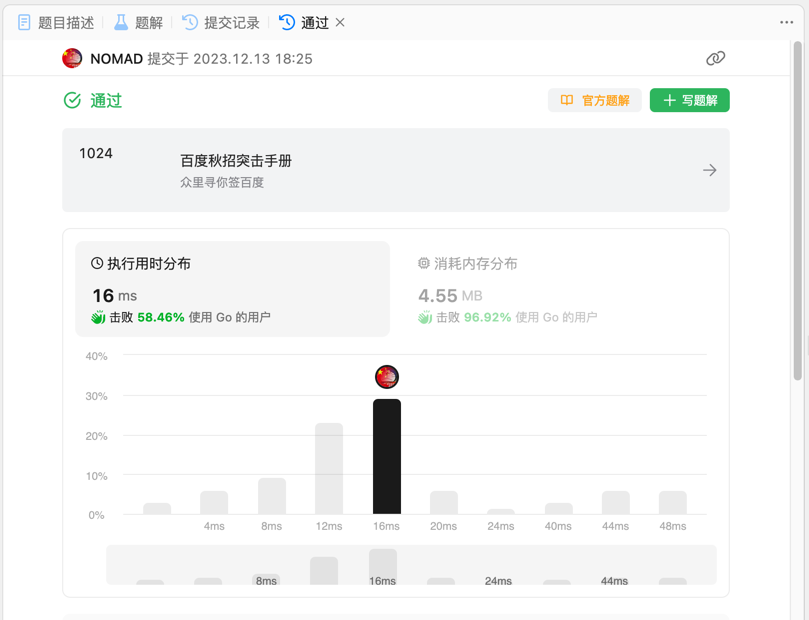 题目描述 题解 提交记录 通过
NOMAD 提交于 2023.12.13 18:25
通过 官方题解 写题解
1024 百度秋招突击手册
众里寻你签百度
执行用时分布 消耗内存分布
16 ms 4.55 MB
击败 58.46% 使用 Go 的用户 击败 96.92% 使用 Go 的用户
40%
30%
20%
10%
0%
4ms 8ms 12ms 16ms 20ms 24ms 40ms 44ms 48ms
8ms 16ms 24ms 44ms